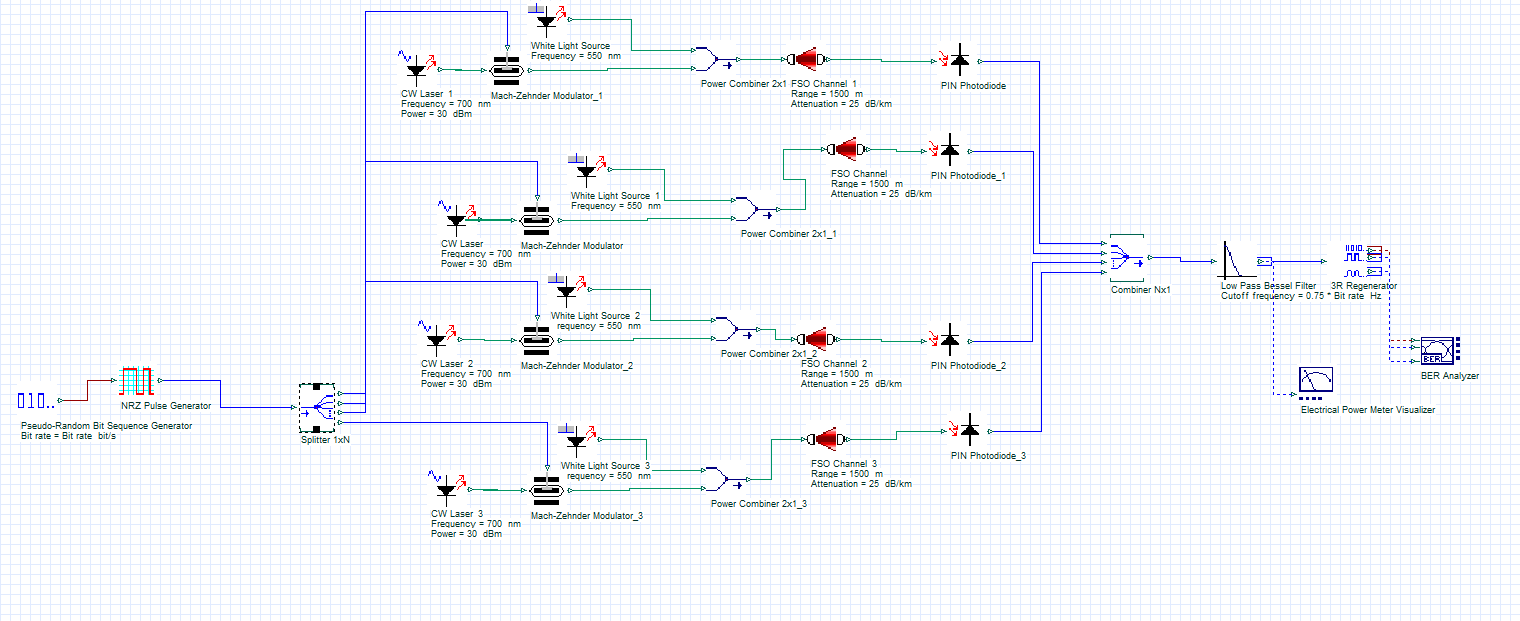 White Light Source
Frequency = 550 nm
CW Laser 1
Frequency = 700 nm
Power = 30 dBm
Mach-Zehnder Modulator_1
Power Combiner 2x1
FSO Channel 1
Range = 1500 m
Attenuation = 25 dB/km
PIN Photodiode
White Light Source 1
Frequency = 550 nm
CW Laser
Frequency = 700 nm
Power = 30 dBm
Mach-Zehnder Modulator
Power Combiner 2x1_1
FSO Channel
Range = 1500 m
Attenuation = 25 dB/km
PIN Photodiode_1
Combiner Nx1
Low Pass Bessel Filter
Cutoff frequency = 0.75 * Bit rate Hz
3R Regenerator
White Light Source 2
requency = 550 nm
CW Laser 2
Frequency = 700 nm
Power = 30 dBm
Mach-Zehnder Modulator_2
Power Combiner 2x1_2
FSO Channel 2
Range = 1500 m
Attenuation = 25 dB/km
PIN Photodiode_2
BER
BER Analyzer
Electrical Power Meter Visualizer
NRZ Pulse Generator
Pseudo-Random Bit Sequence Generator
Bit rate = Bit rate bit/s
Splitter 1xN
White Light Source 3
requency = 550 nm
CW Laser 3
Frequency = 700 nm
Power = 30 dBm
Mach-Zehnder Modulator_3
Power Combiner 2x1_3
FSO Channel 3
Range = 1500 m
Attenuation = 25 dB/km
PIN Photodiode_3